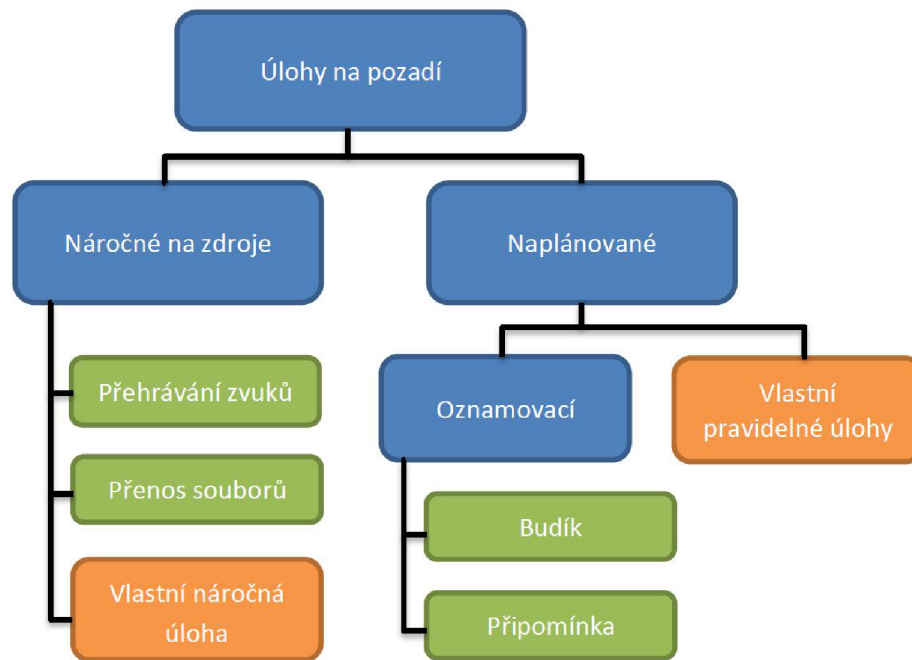 Úlohy na pozadí
Náročné na zdroje
Naplánované
Přehrávání zvuků
Přenos souborů
Vlastní náročná
úloha
Oznamovací
Vlastní
pravidelné úlohy
Budík
Připomínka